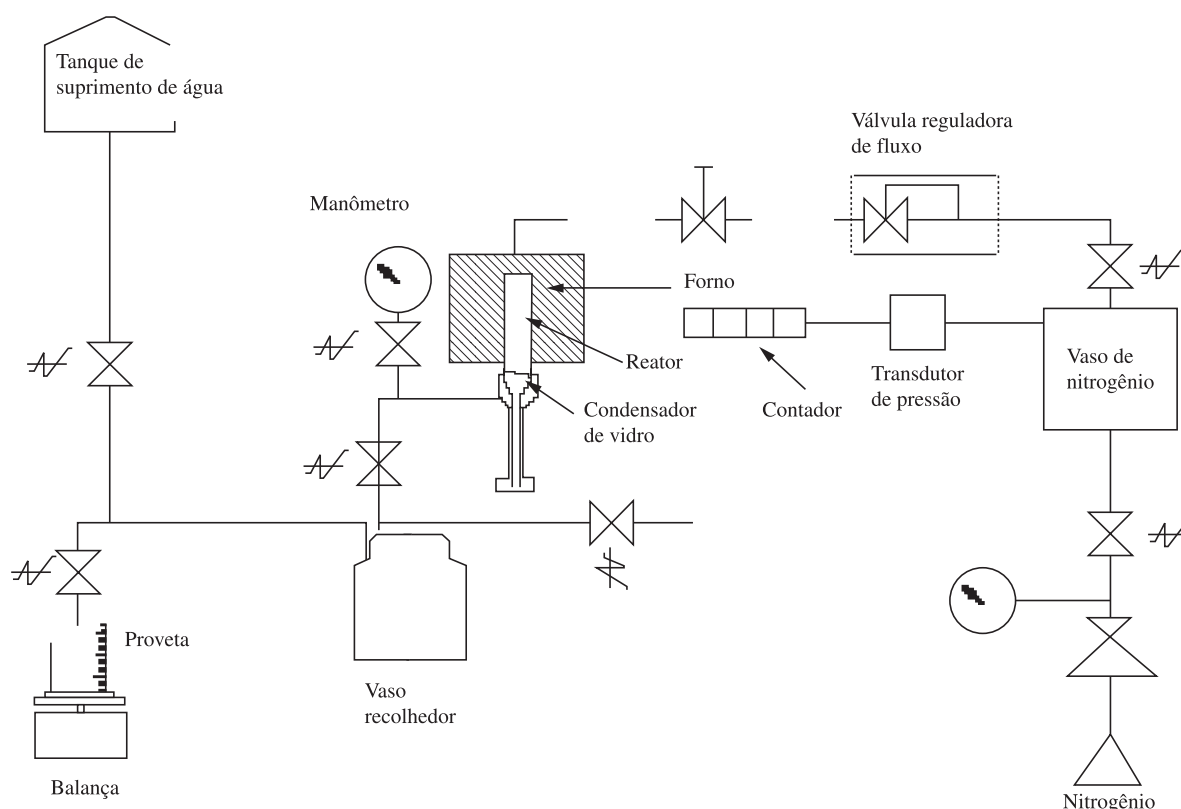 Tanque de
suprimento de água
Válvula reguladora
de fluxo
Manômetro
Forno
Reator
Condensador
de vidro
Contador
Transdutor
de pressão
Vaso de
nitrogênio
Proveta
Vaso
recolhedor
Balança
Nitrogênio